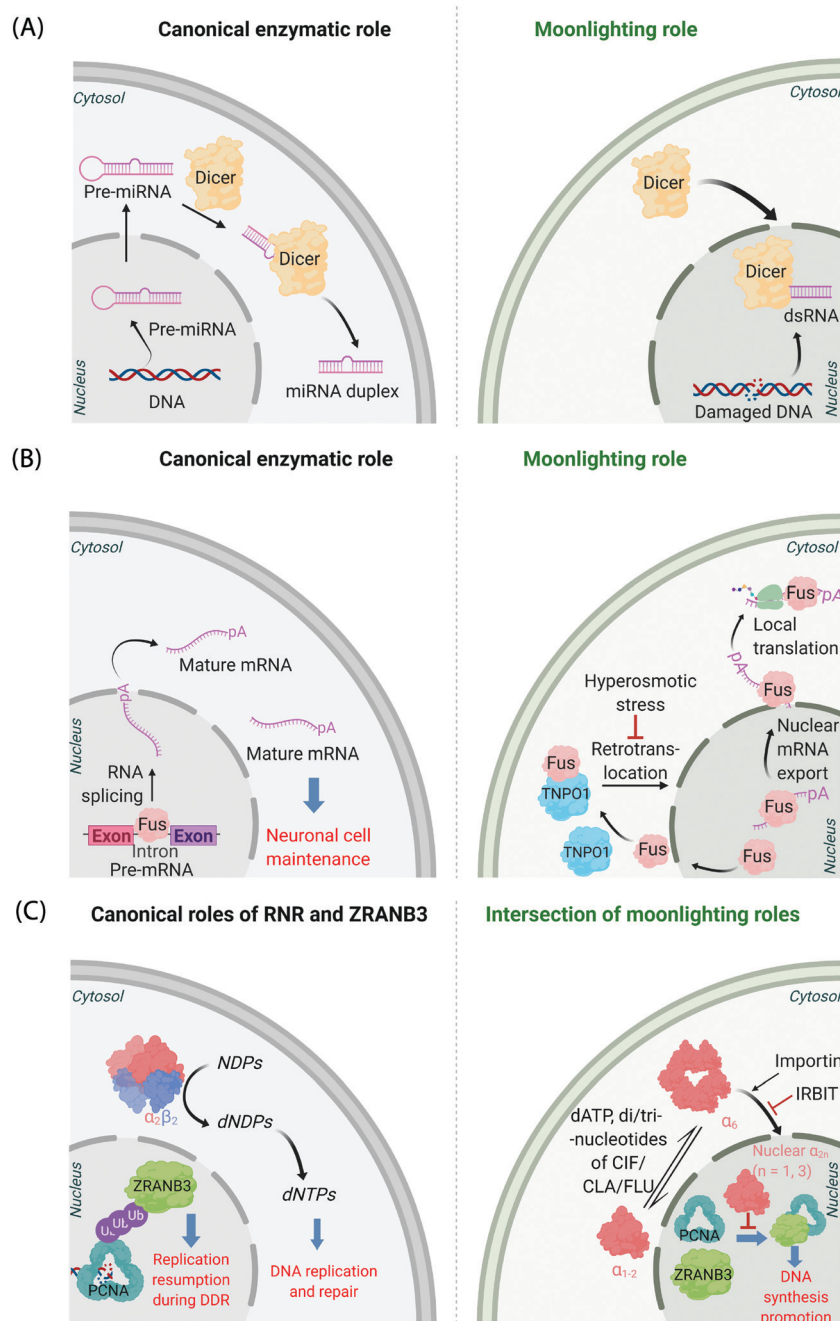 (A)
Canonical enzymatic role
Moonlighting role
Cytosol
Pre-miRNA
Dicer
Dicer
Pre-miRNA
DNA
miRNA duplex
Nucleus
Cytosol
Dicer
Dicer
dsRNA
Damaged DNA
Nucleus
(B)
Canonical enzymatic role
Moonlighting role
Cytosol
pA
Mature mRNA
pA
pA
Mature mRNA
RNA
splicing
Fus
Exon
Exon
Intron
Pre-mRNA
Neuronal cell
maintenance
Nucleus
Cytosol
Fus
pA
Local
translation
pA
Fus
Hyperosmotic
stress
Retrotrans-
location
Fus
TNPO1
TNPO1
Fus
Nuclear
mRNA
export
pA
Fus
Fus
Nucleus
(C)
Canonical roles of RNR and ZRANB3
Intersection of moonlighting roles
Cytosol
α2β2
NDPs
dNDPs
dNTPs
DNA replication
and repair
Nucleus
ZRANB3
Ub
Ub
Ub
PCNA
Replication
resumption
during DDR
Cytosol
Importin
IRBIT
α6
dATP, di/tri-
-nucleotides
of CIF/
CLA/FLU
α1-2
Nuclear α2n
(n = 1, 3)
PCNA
ZRANB3
DNA
synthesis
promotion
Nucleus